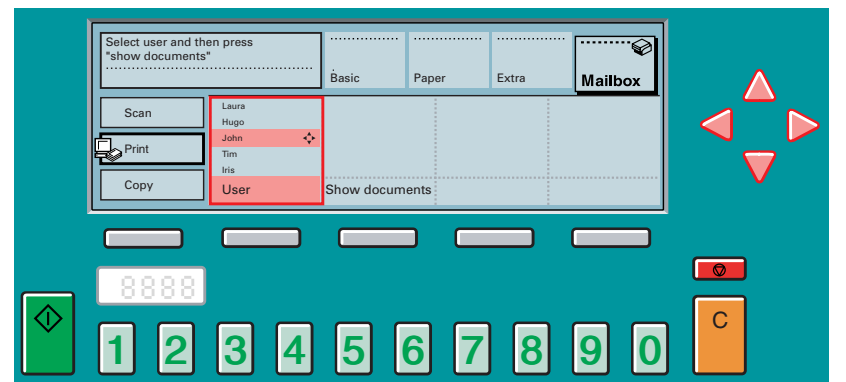 Select user and then press
"show documents"
Basic
Paper
Extra
Mailbox
Scan
Print
Copy
Laura
Hugo
John
Tim
Iris
User
Show documents
8888
C
1 2 3 4 5 6 7 8 9 0